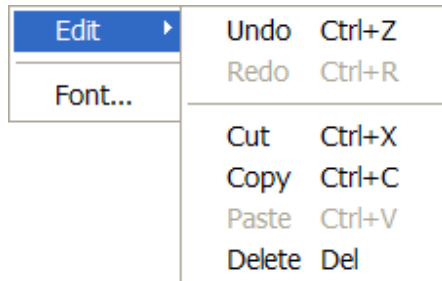 Edit
Font...
Undo Ctrl+Z
Redo Ctrl+R
Cut Ctrl+X
Copy Ctrl+C
Paste Ctrl+V
Delete Del